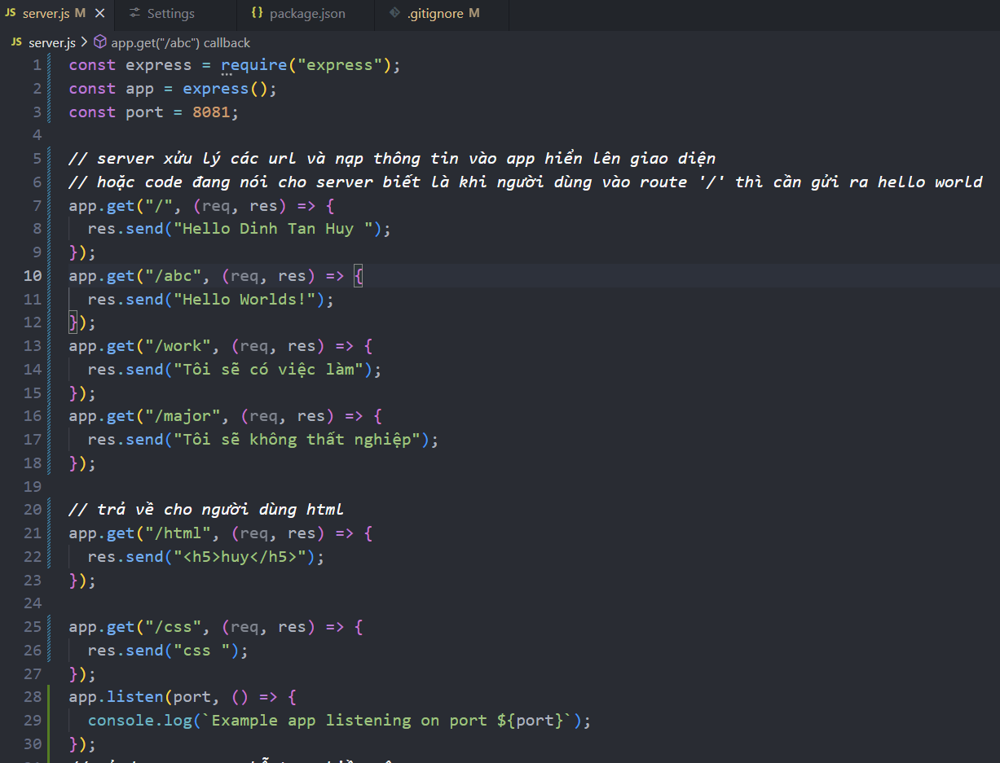 JS server.js M × Settings {} package.json .gitignore M
JS server.js > app.get("/abc") callback
1 const express = require("express");
2 const app = express();
3 const port = 8081;
4
5 // server xửu lý các url và nạp thông tin vào app hiển lên giao diện
6 // hoặc code đang nói cho server biết là khi người dùng vào route '/' thì cần gửi ra hello world
7 app.get("/", (req, res) => {
8 res.send("Hello Dinh Tan Huy ");
9 });
10 app.get("/abc", (req, res) => {
11 res.send("Hello Worlds!");
12 });
13 app.get("/work", (req, res) => {
14 res.send("Tôi sẽ có việc làm");
15 });
16 app.get("/major", (req, res) => {
17 res.send("Tôi sẽ không thất nghiệp");
18 });
19
20 // trả về cho người dùng html
21 app.get("/html", (req, res) => {
22 res.send("<h5>huy</h5>");
23 });
24
25 app.get("/css", (req, res) => {
26 res.send("css ");
27 });
28 app.listen(port, () => {
29 console.log(`Example app listening on port ${port}`);
30 });